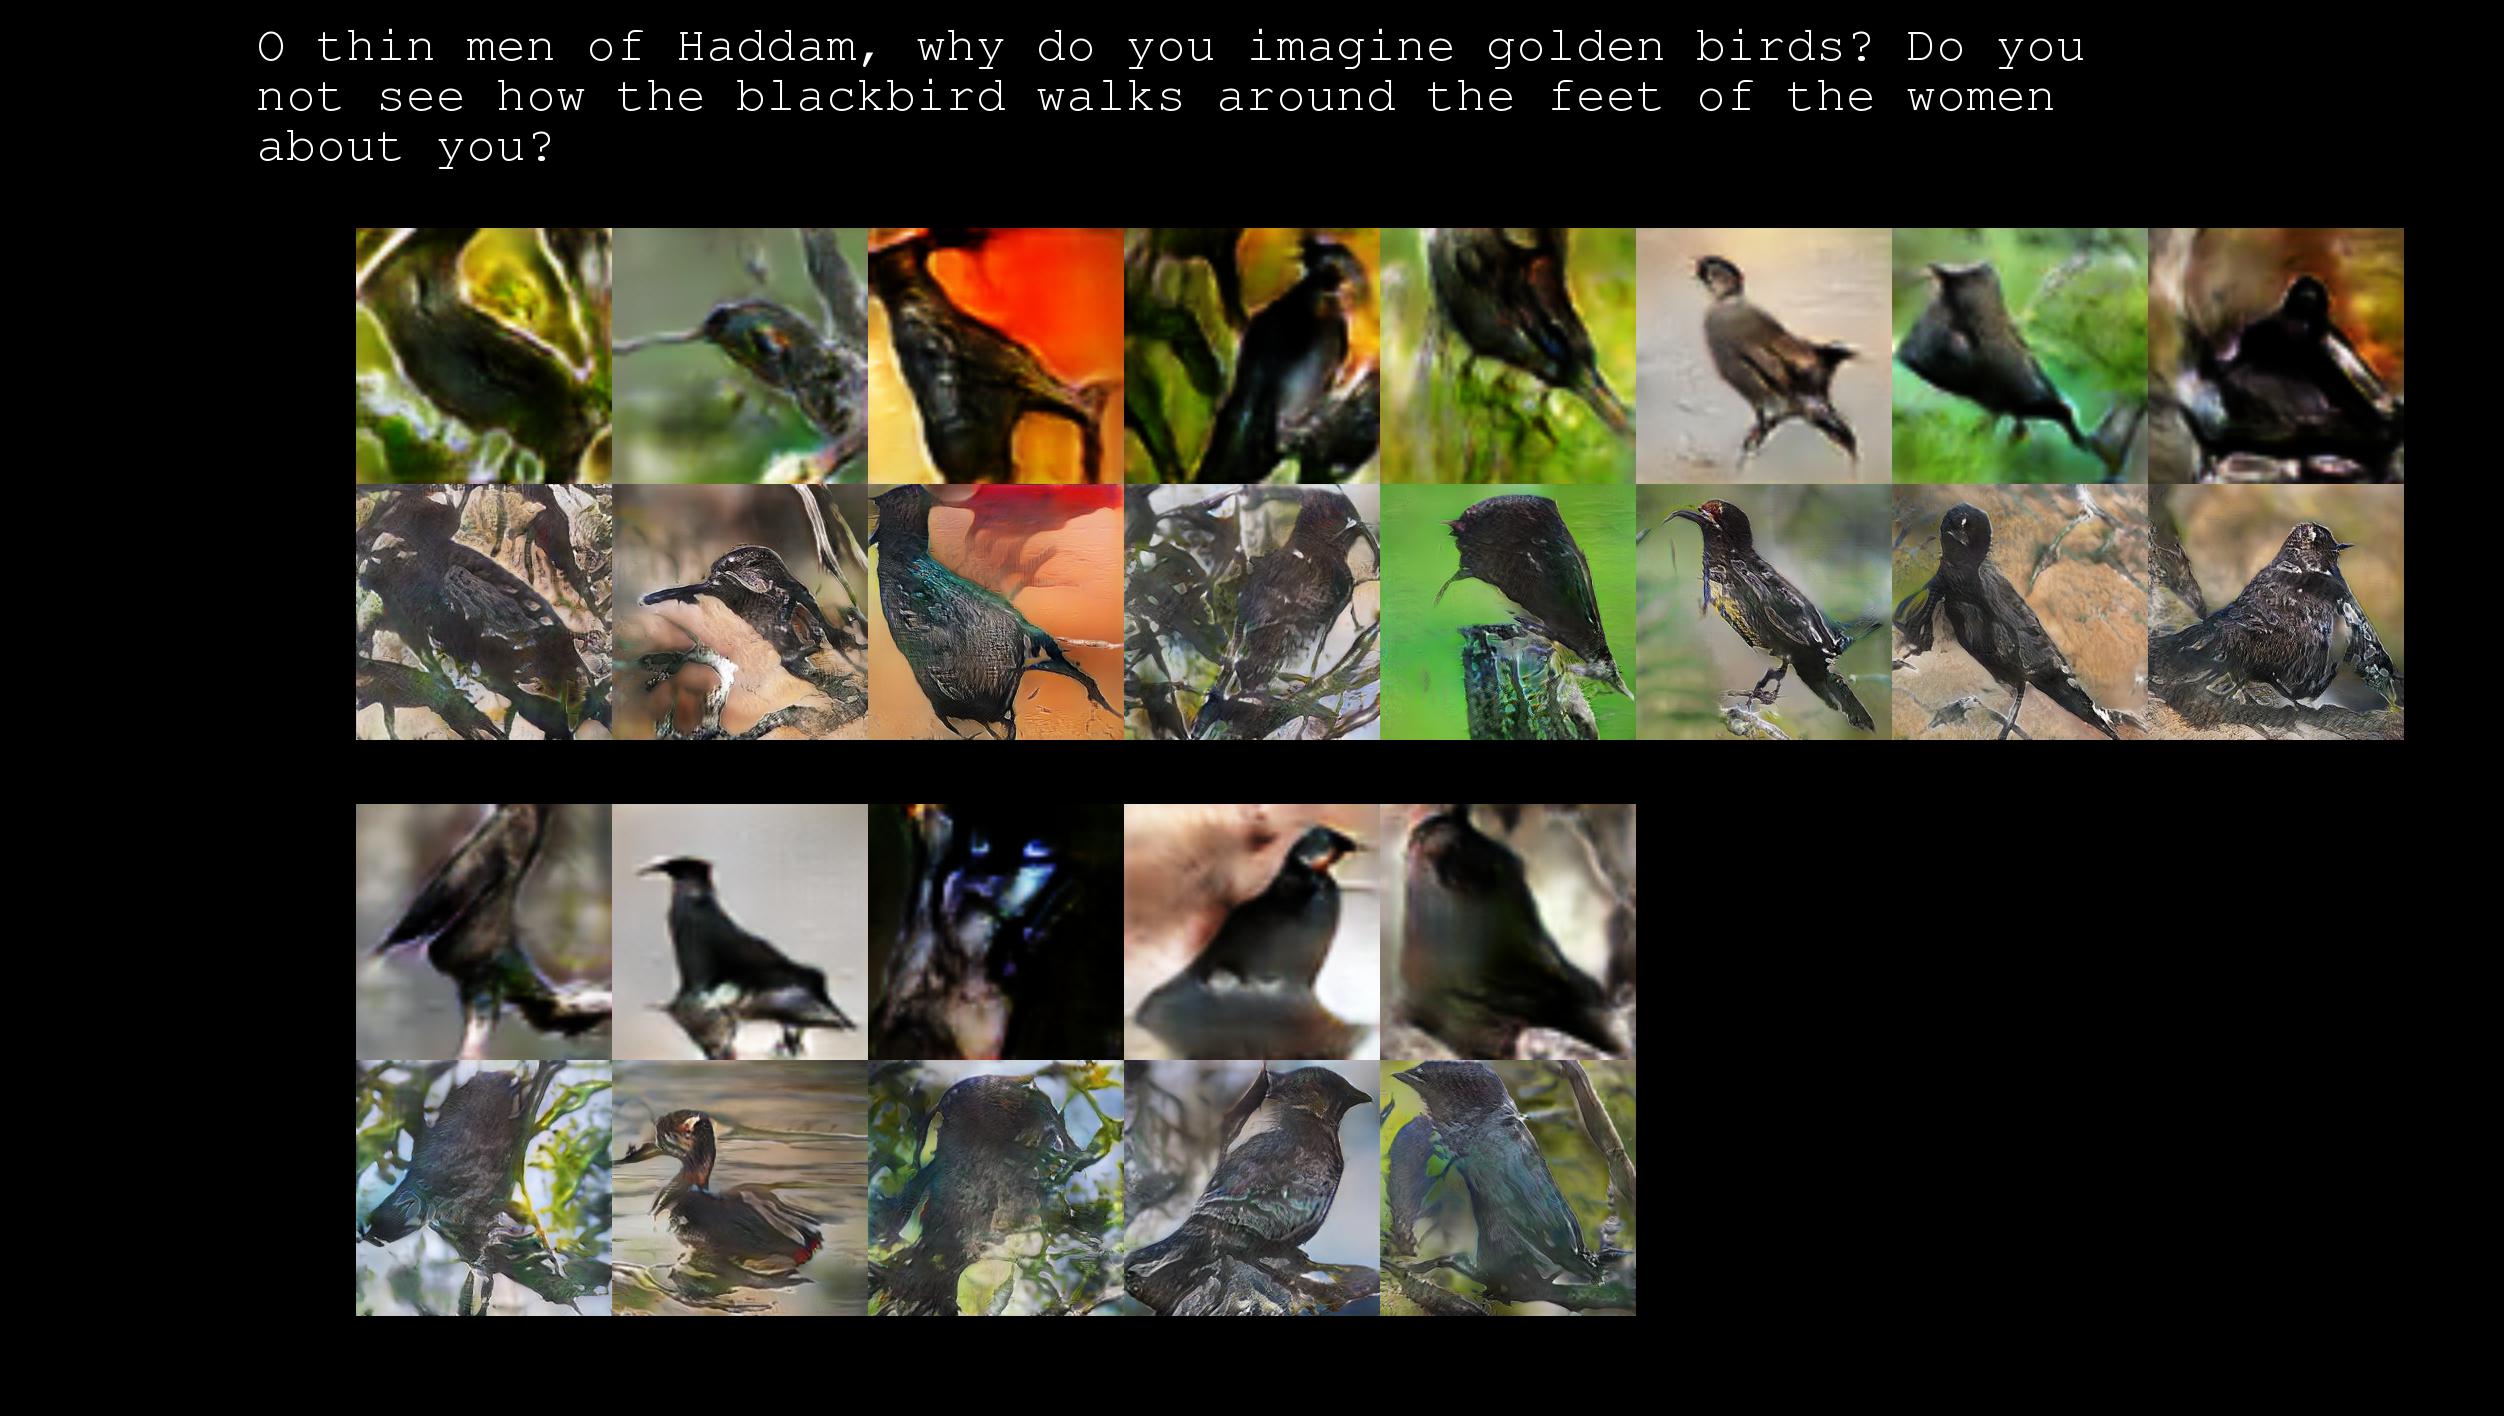 O thin men of Haddam, why do you imagine golden birds? Do you
not see how the blackbird walks around the feet of the women
about you?